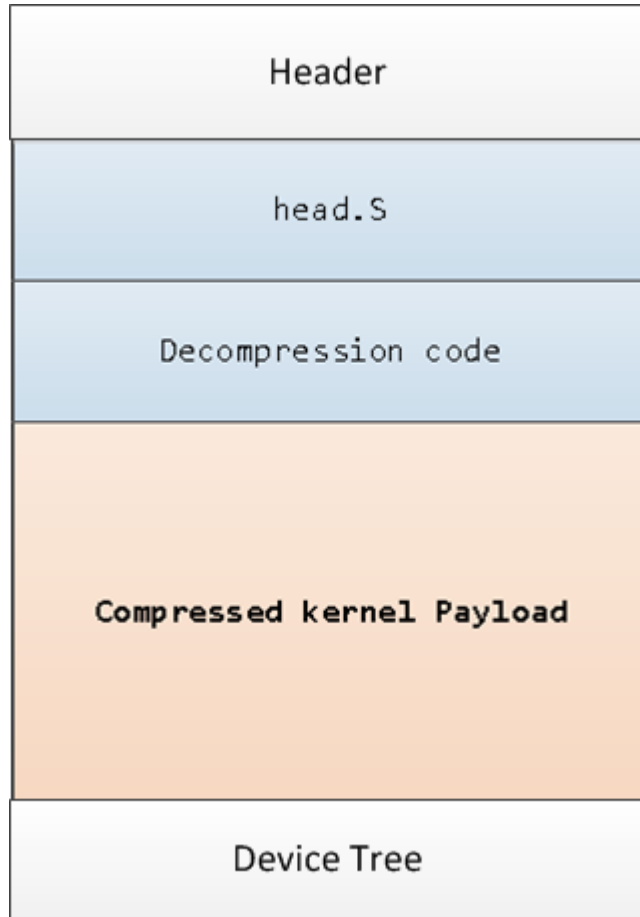 Header
head.S
Decompression code
Compressed kernel Payload
Device Tree